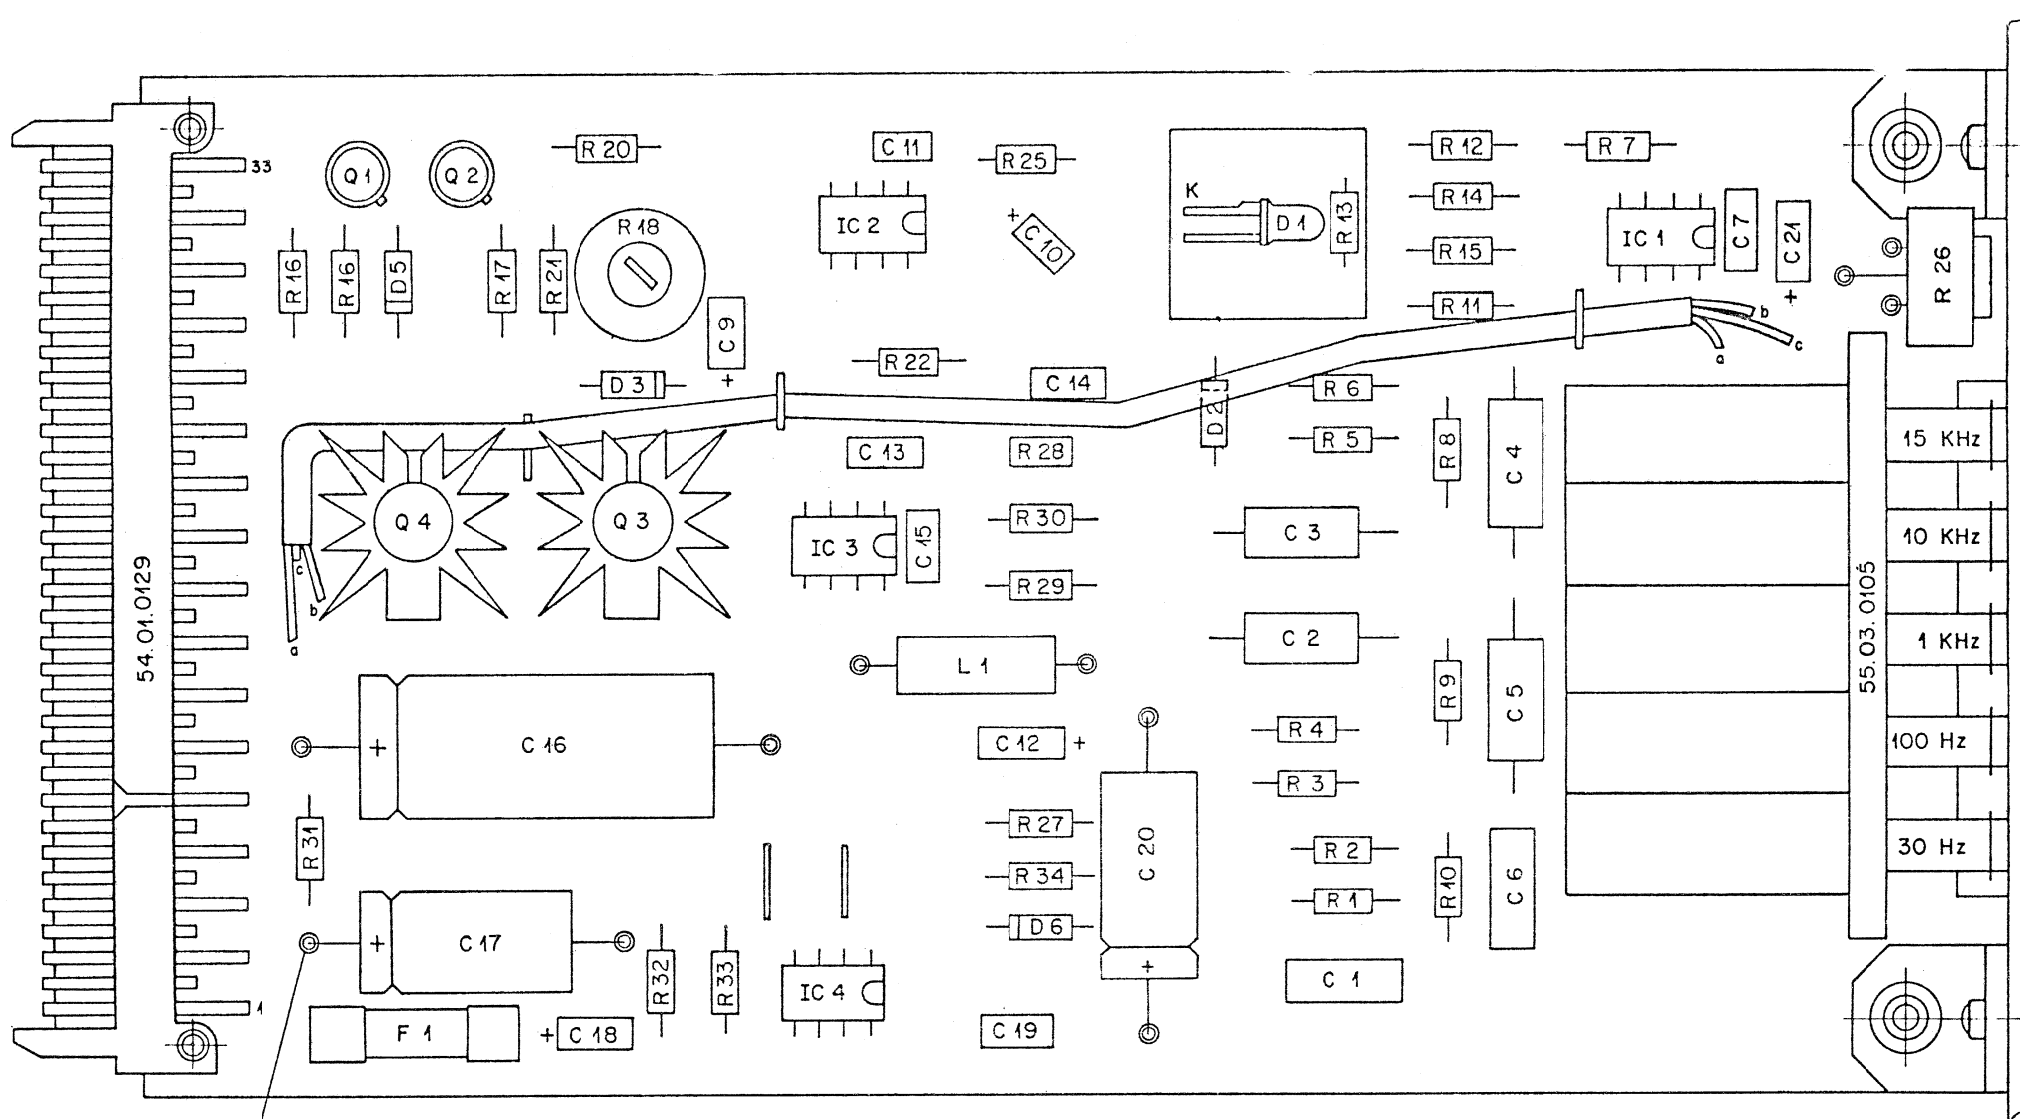 R 20
C 11
R 25
R 12
R 7
33
Q 1
Q 2
K
R 14
R 18
IC 2
+
C 10
D 1
R 13
R 15
IC 1
C 7
C 21
+
R 26
R 16
R 16
D 5
R 17
R 21
C 9
+
R 11
b
c
a
R 22
D 3
C 14
D 2
R 6
R 5
R 8
C 4
15 KHz
C 13
R 28
Q 4
Q 3
R 30
IC 3
C 15
C 3
10 KHz
c
b
a
R 29
54.01.0129
55.03.0105
C 2
1 KHz
L 1
R 9
C 5
+
C 16
C 12 +
R 4
100 Hz
R 3
R 31
R 27
C 20
R 2
30 Hz
R 34
R 1
R 10
C 6
+
C 17
D 6
+
R 32
R 33
IC 4
C 1
1
F 1
+ C 18
C 19